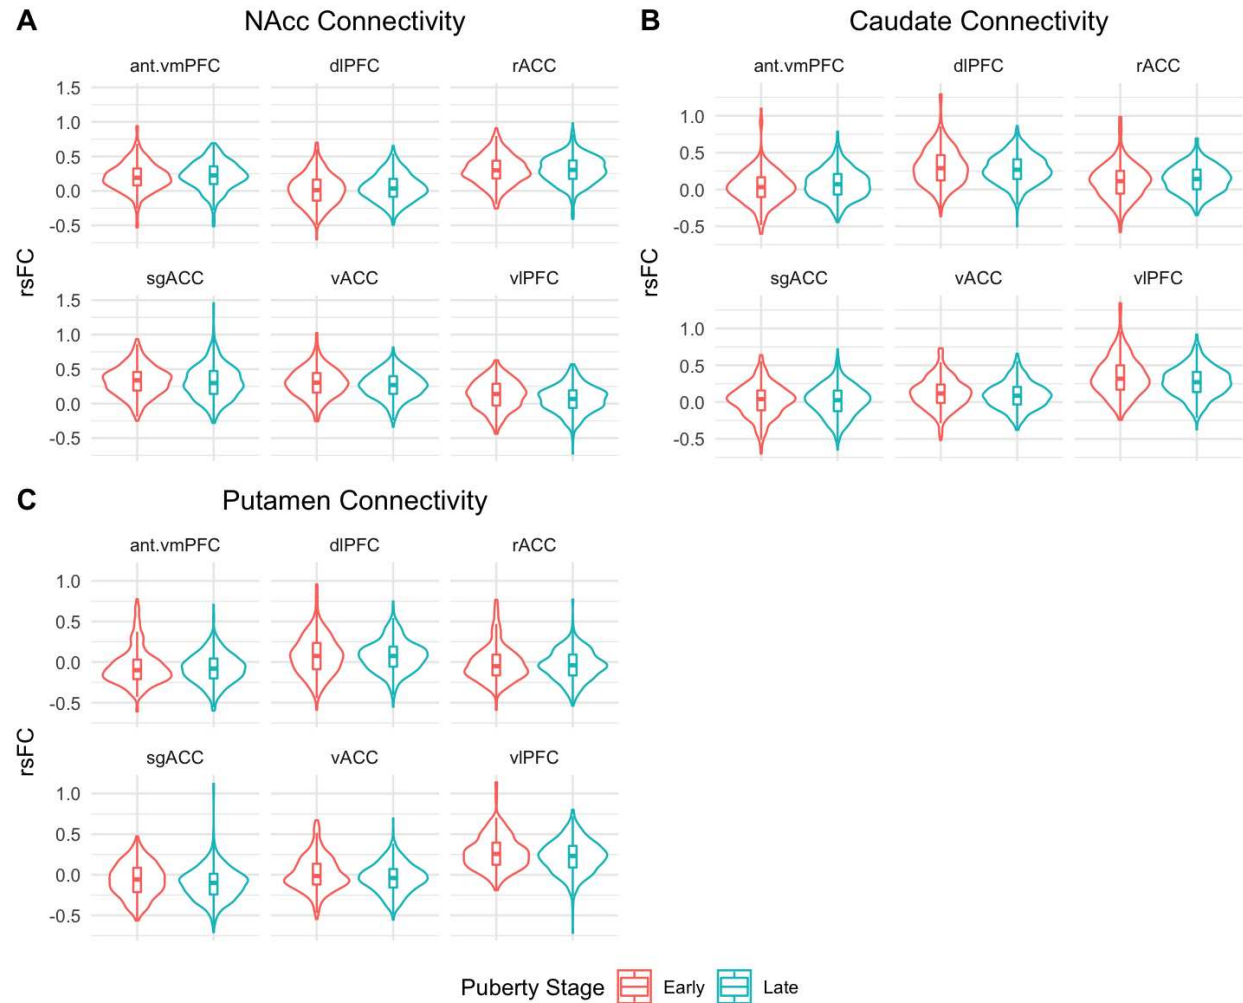 A NAcc Connectivity
ant.vmPFC dlPFC rACC
1.5
1.0
0.5
0.0
-0.5
sgACC vACC vlPFC
1.5
1.0
0.5
0.0
-0.5
rsFC
B Caudate Connectivity
ant.vmPFC dlPFC rACC
1.0
0.5
0.0
-0.5
sgACC vACC vlPFC
1.0
0.5
0.0
-0.5
rsFC
C Putamen Connectivity
ant.vmPFC dlPFC rACC
1.0
0.5
0.0
-0.5
sgACC vACC vlPFC
1.0
0.5
0.0
-0.5
rsFC
Puberty Stage Early Late